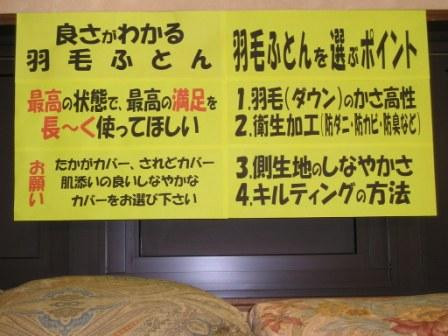 良さがわかる
羽毛ふとん
最高の状態で、最高の満足を
長～く使ってほしい
お願い
たかがカバー、されどカバー
肌添いの良いしなやかな
カバーをお選び下さい
羽毛ふとんを選ぶポイント
1.羽毛(ダウン)のかさ高性
2.衛生加工(防ダニ・防カビ・防臭など)
3.側生地のしなやかさ
4.キルティングの方法